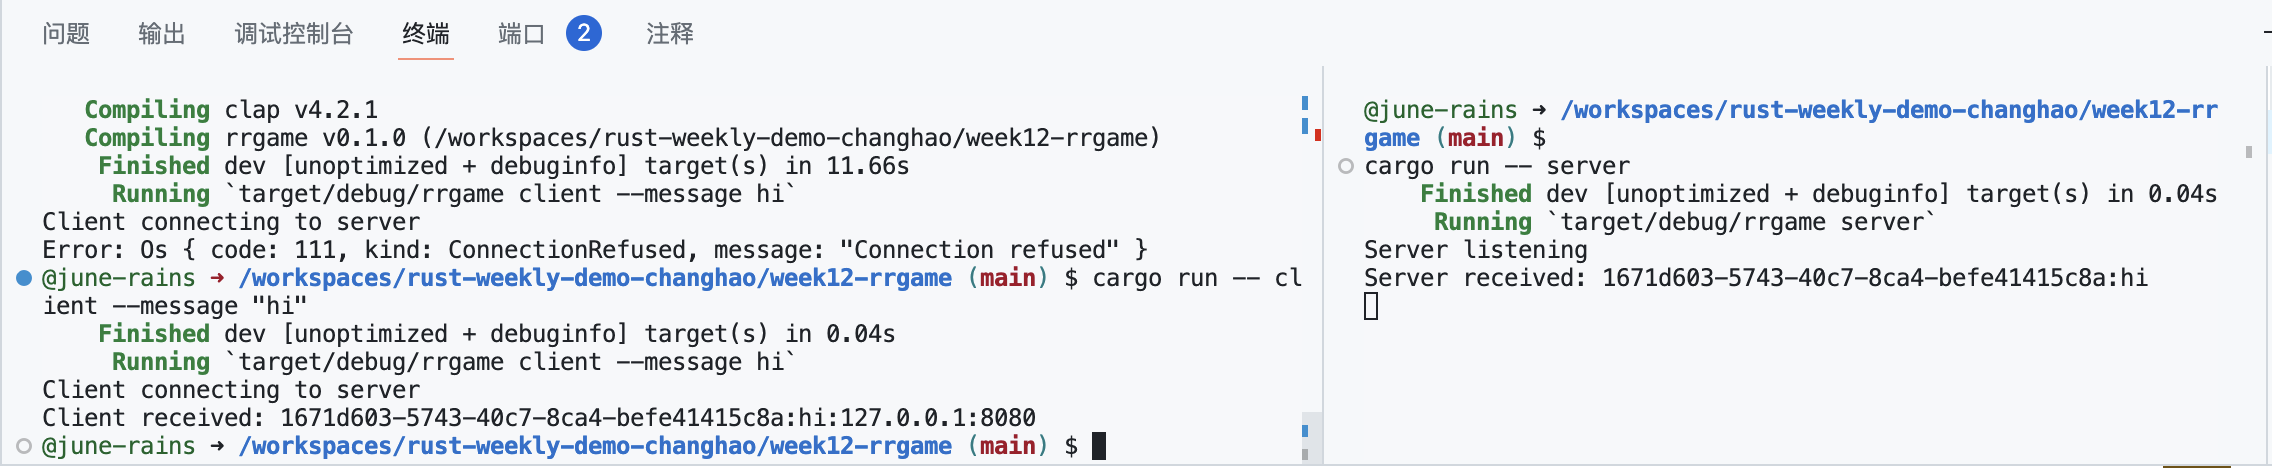 问题 输出 调试控制台 终端 端口 2 注释
Compiling clap v4.2.1
Compiling rrgame v0.1.0 (/workspaces/rust-weekly-demo-changhao/week12-rrgame)
Finished dev [unoptimized + debuginfo] target(s) in 11.66s
Running `target/debug/rrgame client --message hi`
Client connecting to server
Error: Os { code: 111, kind: ConnectionRefused, message: "Connection refused" }
@june-rains → /workspaces/rust-weekly-demo-changhao/week12-rrgame (main) $ cargo run -- cl
ient --message "hi"
Finished dev [unoptimized + debuginfo] target(s) in 0.04s
Running `target/debug/rrgame client --message hi`
Client connecting to server
Client received: 1671d603-5743-40c7-8ca4-befe41415c8a:hi:127.0.0.1:8080
@june-rains → /workspaces/rust-weekly-demo-changhao/week12-rrgame (main) $
@june-rains → /workspaces/rust-weekly-demo-changhao/week12-rr
game (main) $
cargo run -- server
Finished dev [unoptimized + debuginfo] target(s) in 0.04s
Running `target/debug/rrgame server`
Server listening
Server received: 1671d603-5743-40c7-8ca4-befe41415c8a:hi